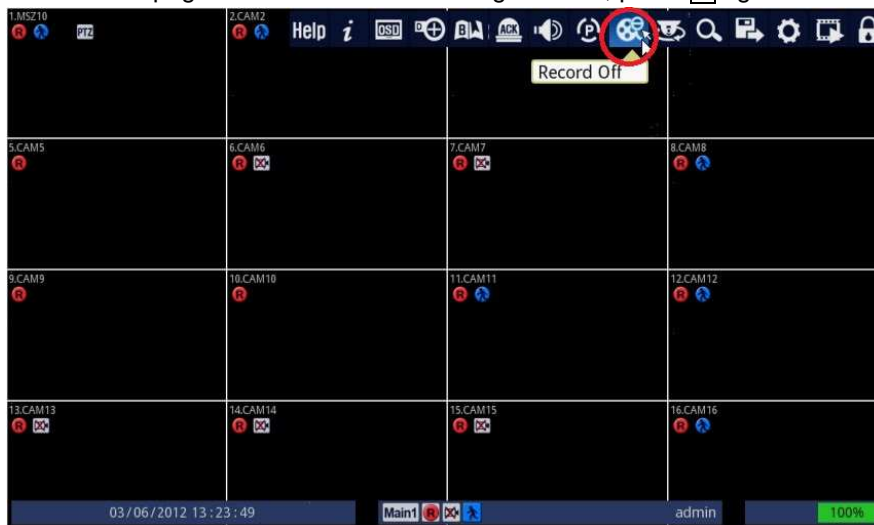 1.MSZ10
R PTZ
2.CAM2
R
Help i OSD BW ACK P
Record Off
5.CAM5
R
6.CAM6
R
7.CAM7
R
8.CAM8
R
9.CAM9
R
10.CAM10
R
11.CAM11
R
12.CAM12
R
13.CAM13
R
14.CAM14
R
15.CAM15
R
16.CAM16
R
03/06/2012 13:23:49
Main1 R
admin
100%